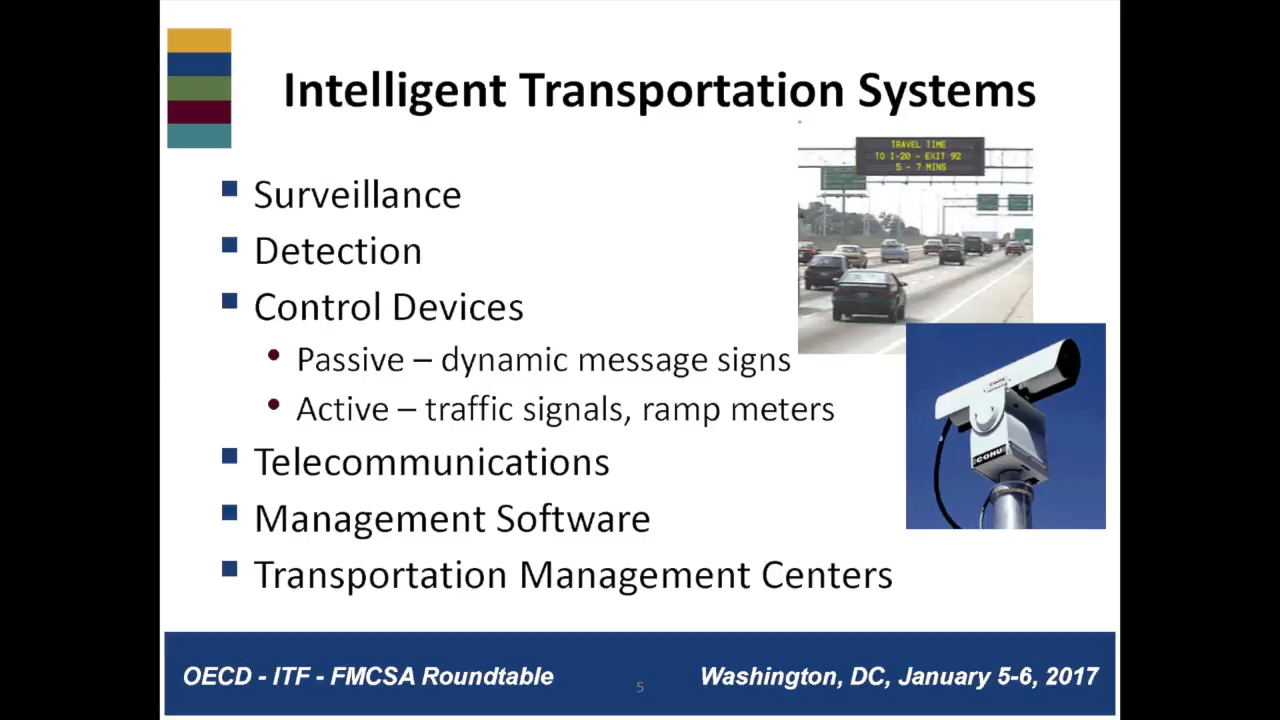 Intelligent Transportation Systems
TRAVEL TIME
TO I-20 - EXIT 92
5 - 7 MINS
Surveillance
Detection
Control Devices
Passive – dynamic message signs
Active – traffic signals, ramp meters
COHU
Telecommunications
Management Software
Transportation Management Centers
OECD - ITF - FMCSA Roundtable
5
Washington, DC, January 5-6, 2017